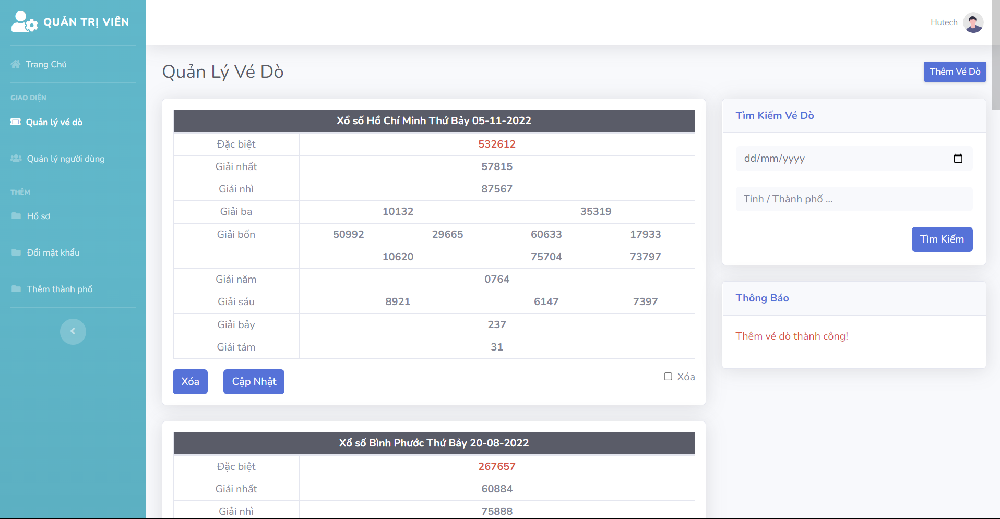 QUẢN TRỊ VIÊN
Trang Chủ
GIAO DIỆN
Quản lý vé dò
Quản lý người dùng
THÊM
Hồ sơ
Đổi mật khẩu
Thêm thành phố
Hutech
Quản Lý Vé Dò
Thêm Vé Dò
Xổ số Hồ Chí Minh Thứ Bảy 05-11-2022
Đặc biệt 532612
Giải nhất 57815
Giải nhì 87567
Giải ba 10132 35319
Giải bốn 50992 29665 60633 17933
10620 75704 73797
Giải năm 0764
Giải sáu 8921 6147 7397
Giải bảy 237
Giải tám 31
Xóa Cập Nhật Xóa
Xổ số Bình Phước Thứ Bảy 20-08-2022
Đặc biệt 267657
Giải nhất 60884
Giải nhì 75888
Tìm Kiếm Vé Dò
dd/mm/yyyy
Tỉnh / Thành phố ...
Tìm Kiếm
Thông Báo
Thêm vé dò thành công!